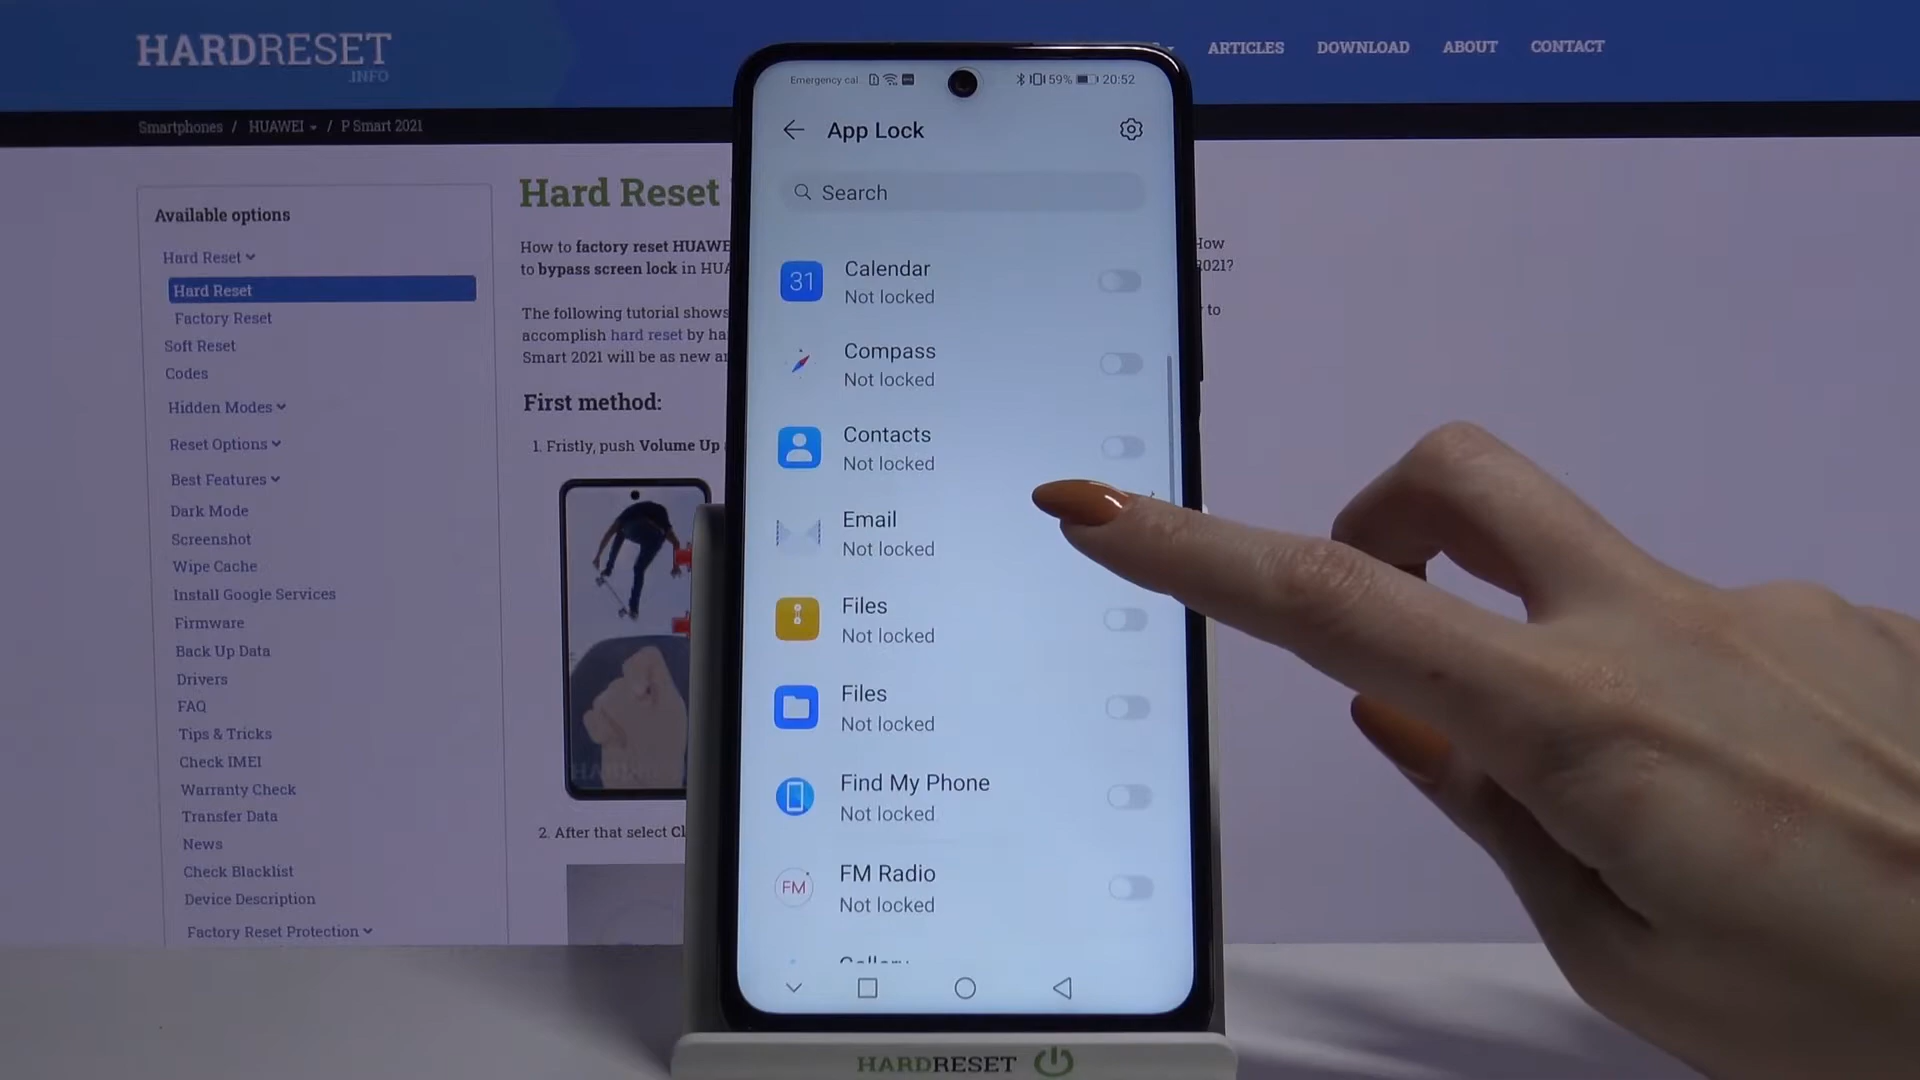 HARDRESET
.INFO
ARTICLES
DOWNLOAD
ABOUT
CONTACT
Smartphones / HUAWEI / P Smart 2021
Available options
Hard Reset
Hard Reset
Factory Reset
Soft Reset
Codes
Hidden Modes
Reset Options
Best Features
Dark Mode
Screenshot
Wipe Cache
Install Google Services
Firmware
Back Up Data
Drivers
FAQ
Tips & Tricks
Check IMEI
Warranty Check
Transfer Data
News
Check Blacklist
Device Description
Factory Reset Protection
Hard Reset
How to factory reset HUAWE
How
to bypass screen lock in HUA
2021?
The following tutorial shows
to
accomplish hard reset by ha
Smart 2021 will be as new an
First method:
1. Fristly, push Volume Up
2. After that select Cl
Emergency cal
59%
20:52
App Lock
Search
31
Calendar
Not locked
Compass
Not locked
Contacts
Not locked
Email
Not locked
Files
Not locked
Files
Not locked
Find My Phone
Not locked
FM
FM Radio
Not locked
Gallery
HARDRESET